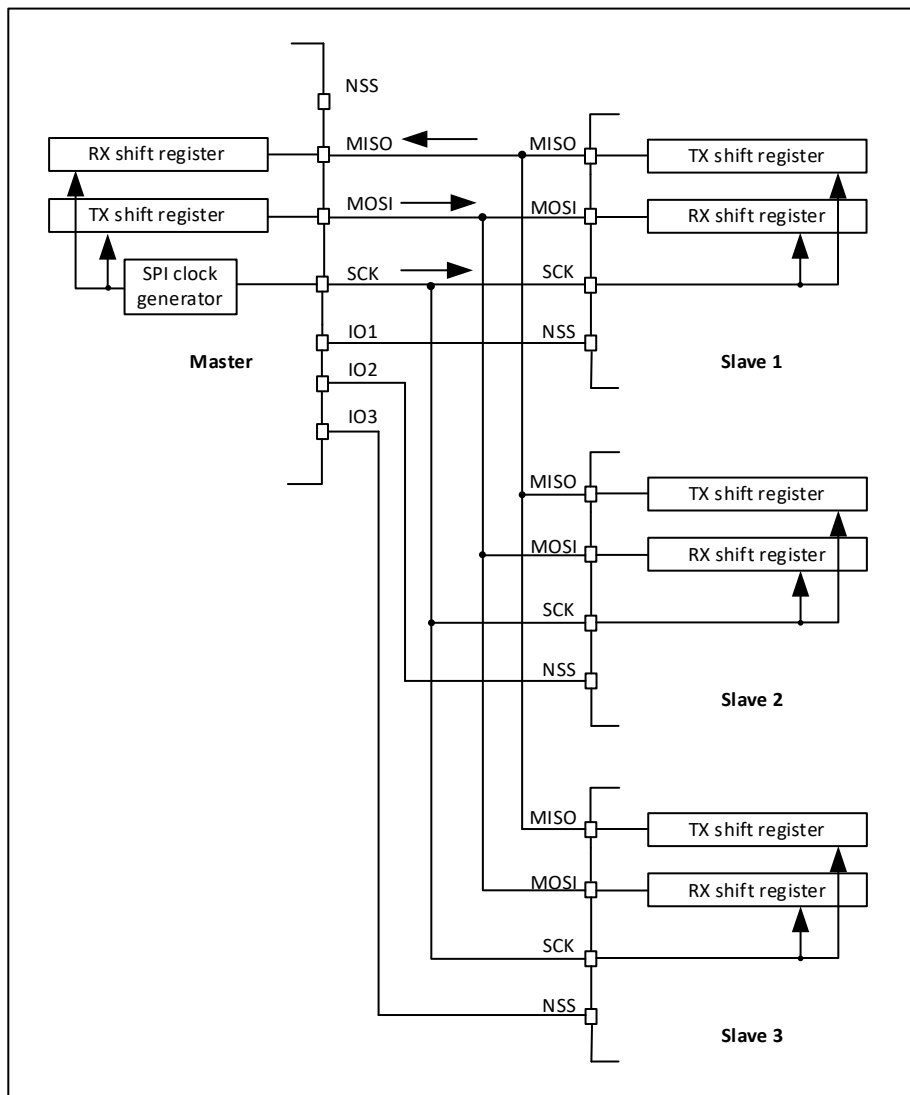 NSS
RX shift register
MISO
MISO
TX shift register
TX shift register
MOSI
MOSI
RX shift register
SPI clock
generator
SCK
SCK
IO1
NSS
Master
Slave 1
IO2
IO3
MISO
TX shift register
MOSI
RX shift register
SCK
NSS
Slave 2
MISO
TX shift register
MOSI
RX shift register
SCK
NSS
Slave 3